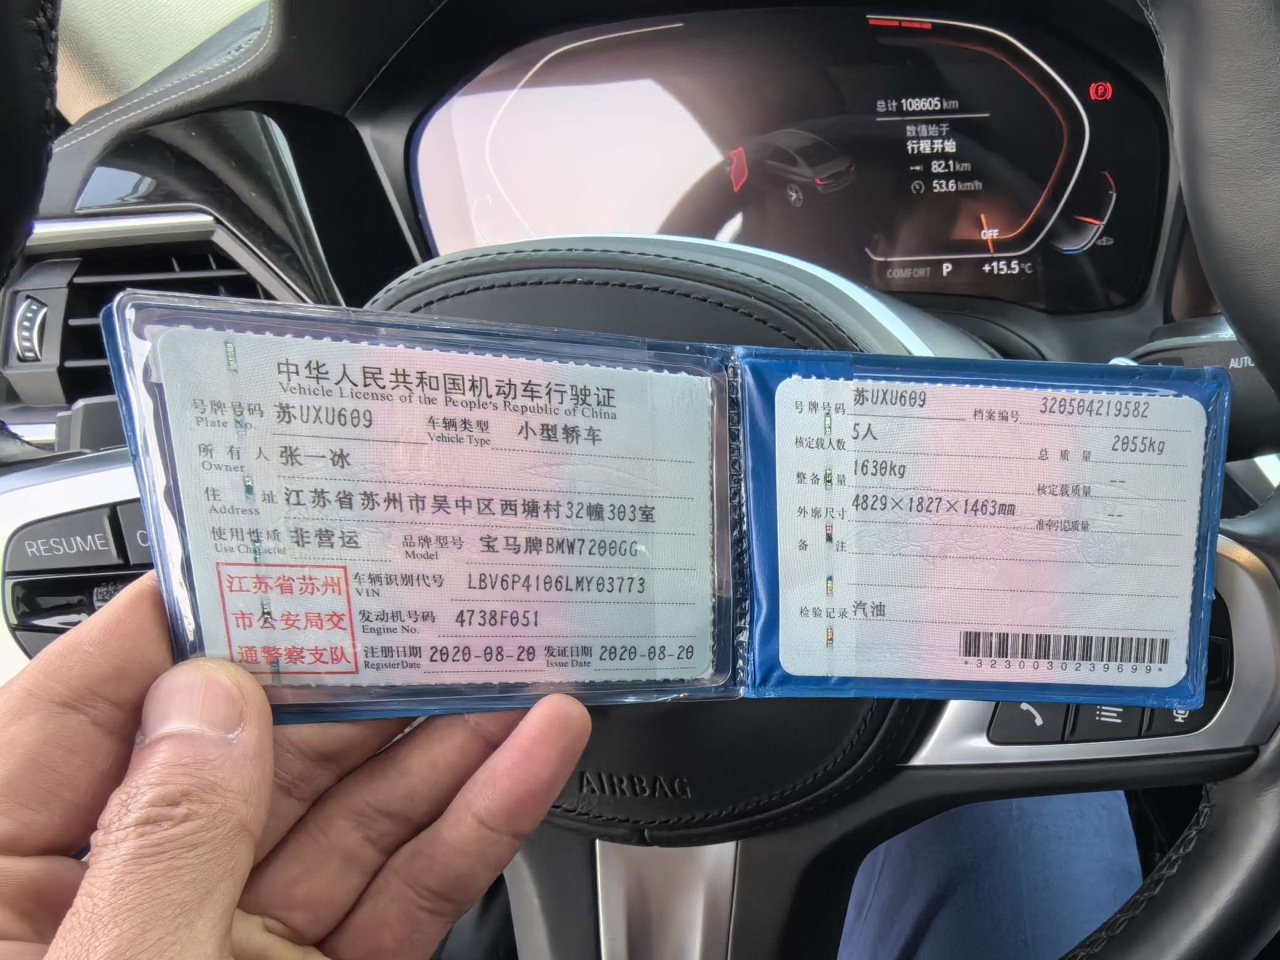 总计 108605 km
数值始于
行程开始
82.1 km
53.6 km/h
OFF
COMFORT P +15.5°C
AUTO
RESUME
中华人民共和国机动车行驶证
Vehicle License of the People's Republic of China
号牌号码 苏UXU609 车辆类型 小型轿车
Plate No. Vehicle Type
所有人 张一冰
Owner
住址 江苏省苏州市吴中区西塘村32幢303室
Address
使用性质 非营运 品牌型号 宝马牌BMW7200GG
Use Character Model
江苏省苏州
市公安局交
通警察支队
车辆识别代号 LBV6P4106LMY03773
VIN
发动机号码 4738F051
Engine No.
注册日期 2020-08-20 发证日期 2020-08-20
Register Date Issue Date
号牌号码 苏UXU609 档案编号 320504219582
核定载人数 5人 总质量 2055kg
整备质量 1630kg 核定载质量 --
外廓尺寸 4829×1827×1463mm 准牵引总质量 --
备注
检验记录 汽油
*3230030239699*
AIRBAG